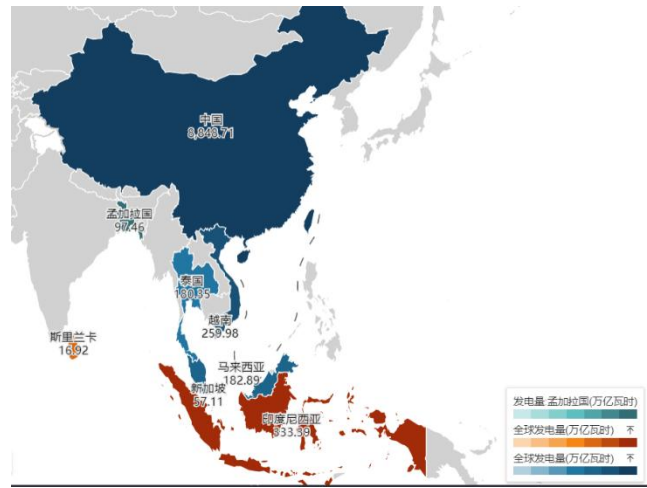 中国
8,848.71
孟加拉国
90.46
泰国
180.35
越南
259.98
斯里兰卡
16.92
马来西亚
182.89
新加坡
57.11
印度尼西亚
333.59
发电量·孟加拉国(万亿瓦时)
全球发电量(万亿瓦时)
全球发电量(万亿瓦时)